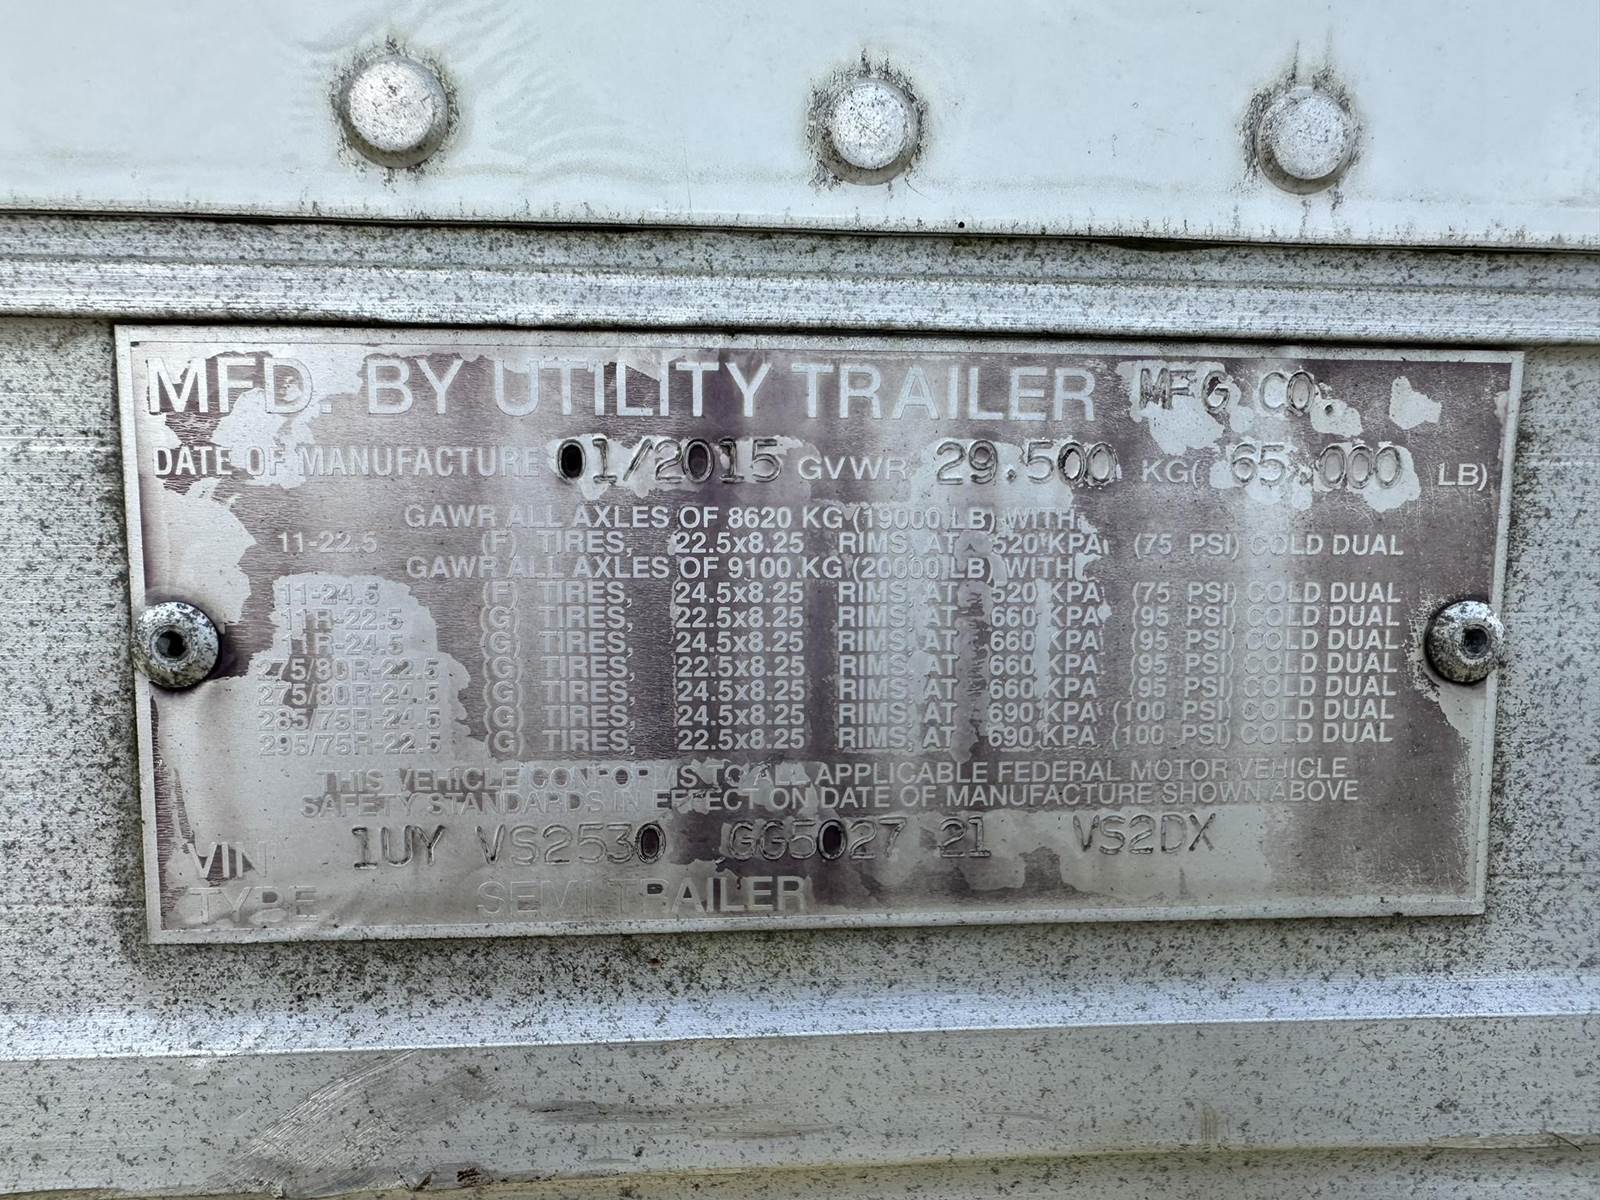 MFD. BY UTILITY TRAILER MFG CO.
DATE OF MANUFACTURE 01/2015 GVWR 29.500 KG( 65.000 LB)
GAWR ALL AXLES OF 8620 KG (19000 LB) WITH
11-22.5 (F) TIRES, 22.5x8.25 RIMS, AT 520 KPA (75 PSI) COLD DUAL
GAWR ALL AXLES OF 9100 KG (20000 LB) WITH
11-24.5 (F) TIRES, 24.5x8.25 RIMS, AT 520 KPA (75 PSI) COLD DUAL
11R-22.5 (G) TIRES, 22.5x8.25 RIMS, AT 660 KPA (95 PSI) COLD DUAL
11R-24.5 (G) TIRES, 24.5x8.25 RIMS, AT 660 KPA (95 PSI) COLD DUAL
275/80R-22.5 (G) TIRES, 22.5x8.25 RIMS, AT 660 KPA (95 PSI) COLD DUAL
275/80R-24.5 (G) TIRES, 24.5x8.25 RIMS, AT 660 KPA (95 PSI) COLD DUAL
285/75R-24.5 (G) TIRES, 24.5x8.25 RIMS, AT 690 KPA (100 PSI) COLD DUAL
295/75R-22.5 (G) TIRES, 22.5x8.25 RIMS, AT 690 KPA (100 PSI) COLD DUAL
THIS VEHICLE CONFORMS TO ALL APPLICABLE FEDERAL MOTOR VEHICLE
SAFETY STANDARDS IN EFFECT ON DATE OF MANUFACTURE SHOWN ABOVE
VIN 1UY VS2530 GG5027 21 VS2DX
TYPE SEMI TRAILER